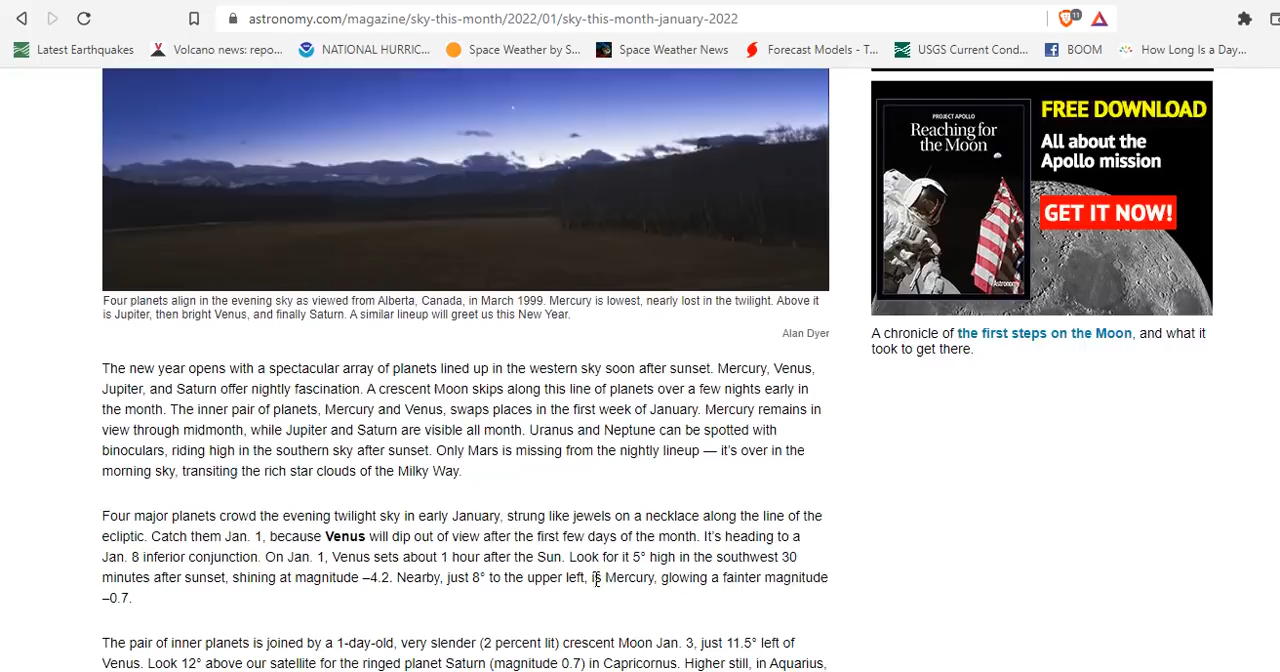 astronomy.com/magazine/sky-this-month/2022/01/sky-this-month-january-2022
11
Latest Earthquakes
Volcano news: repo...
NATIONAL HURRIC...
Space Weather by S...
Space Weather News
Forecast Models - T...
USGS Current Cond...
BOOM
How Long Is a Day...
PROJECT APOLLO
Reaching for
the Moon
Astronomy
FREE DOWNLOAD
All about the
Apollo mission
GET IT NOW!
A chronicle of the first steps on the Moon, and what it
took to get there.
Four planets align in the evening sky as viewed from Alberta, Canada, in March 1999. Mercury is lowest, nearly lost in the twilight. Above it
is Jupiter, then bright Venus, and finally Saturn. A similar lineup will greet us this New Year.
Alan Dyer
The new year opens with a spectacular array of planets lined up in the western sky soon after sunset. Mercury, Venus,
Jupiter, and Saturn offer nightly fascination. A crescent Moon skips along this line of planets over a few nights early in
the month. The inner pair of planets, Mercury and Venus, swaps places in the first week of January. Mercury remains in
view through midmonth, while Jupiter and Saturn are visible all month. Uranus and Neptune can be spotted with
binoculars, riding high in the southern sky after sunset. Only Mars is missing from the nightly lineup — it's over in the
morning sky, transiting the rich star clouds of the Milky Way.
Four major planets crowd the evening twilight sky in early January, strung like jewels on a necklace along the line of the
ecliptic. Catch them Jan. 1, because Venus will dip out of view after the first few days of the month. It's heading to a
Jan. 8 inferior conjunction. On Jan. 1, Venus sets about 1 hour after the Sun. Look for it 5° high in the southwest 30
minutes after sunset, shining at magnitude –4.2. Nearby, just 8° to the upper left, is Mercury, glowing a fainter magnitude
–0.7.
The pair of inner planets is joined by a 1-day-old, very slender (2 percent lit) crescent Moon Jan. 3, just 11.5° left of
Venus. Look 12° above our satellite for the ringed planet Saturn (magnitude 0.7) in Capricornus. Higher still, in Aquarius,